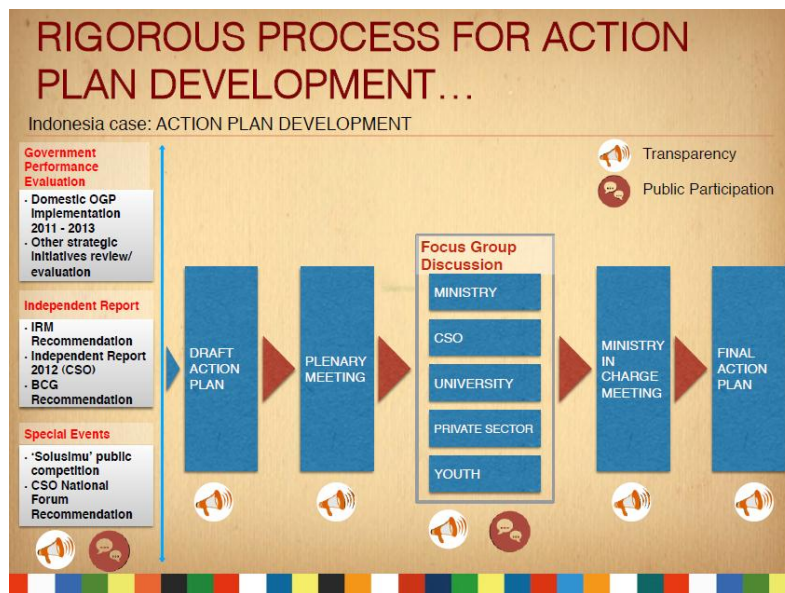 RIGOROUS PROCESS FOR ACTION
PLAN DEVELOPMENT...
Indonesia case: ACTION PLAN DEVELOPMENT
Transparency
Public Participation
Government
Performance
Evaluation
· Domestic OGP
Implementation
2011 - 2013
· Other strategic
initiatives review/
evaluation
Independent Report
· IRM
Recommendation
· Independent Report
2012 (CSO)
· BCG
Recommendation
Special Events
· 'Solusimu' public
competition
· CSO National
Forum
Recommendation
DRAFT
ACTION
PLAN
PLENARY
MEETING
Focus Group
Discussion
MINISTRY
CSO
UNIVERSITY
PRIVATE SECTOR
YOUTH
MINISTRY
IN
CHARGE
MEETING
FINAL
ACTION
PLAN